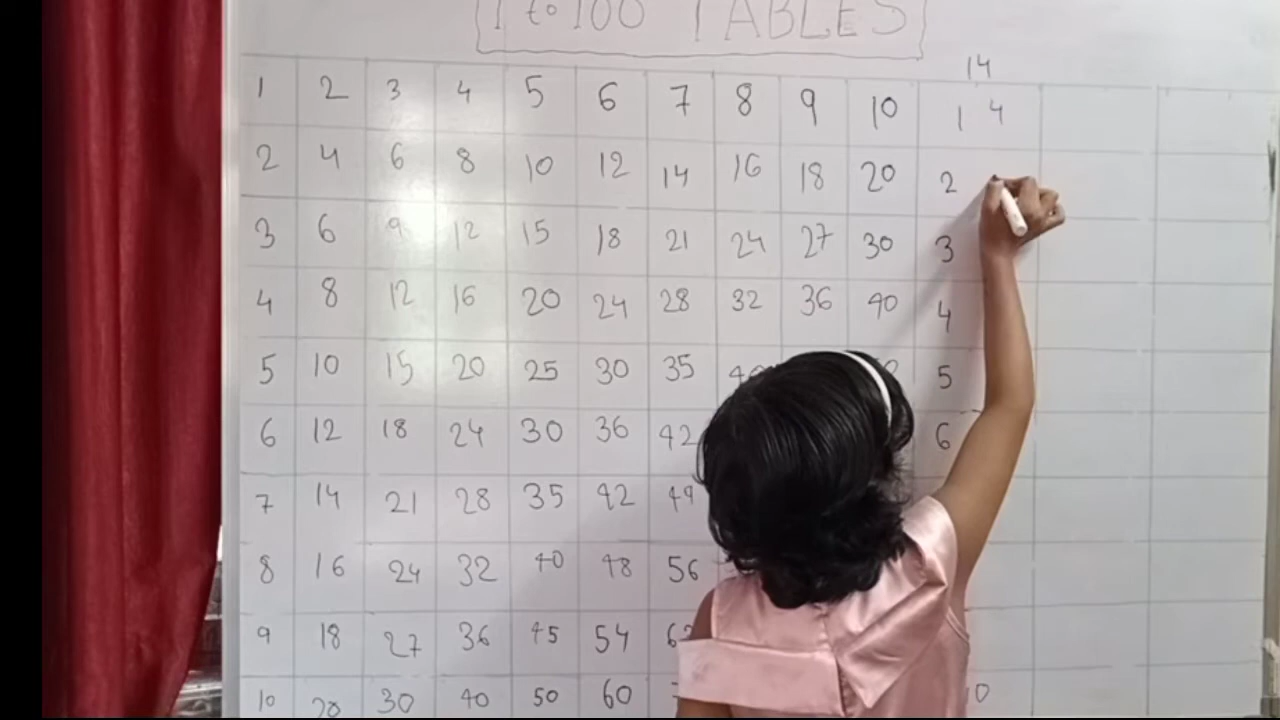 1 to 100 TABLES
14
1 2 3 4 5 6 7 8 9 10 1 4
2 4 6 8 10 12 14 16 18 20 2
3 6 9 12 15 18 21 24 27 30 3
4 8 12 16 20 24 28 32 36 40 4
5 10 15 20 25 30 35 5
6 12 18 24 30 36 42 6
7 14 21 28 35 42 49
8 16 24 32 40 48 56
9 18 27 36 45 54
10 20 30 40 50 60